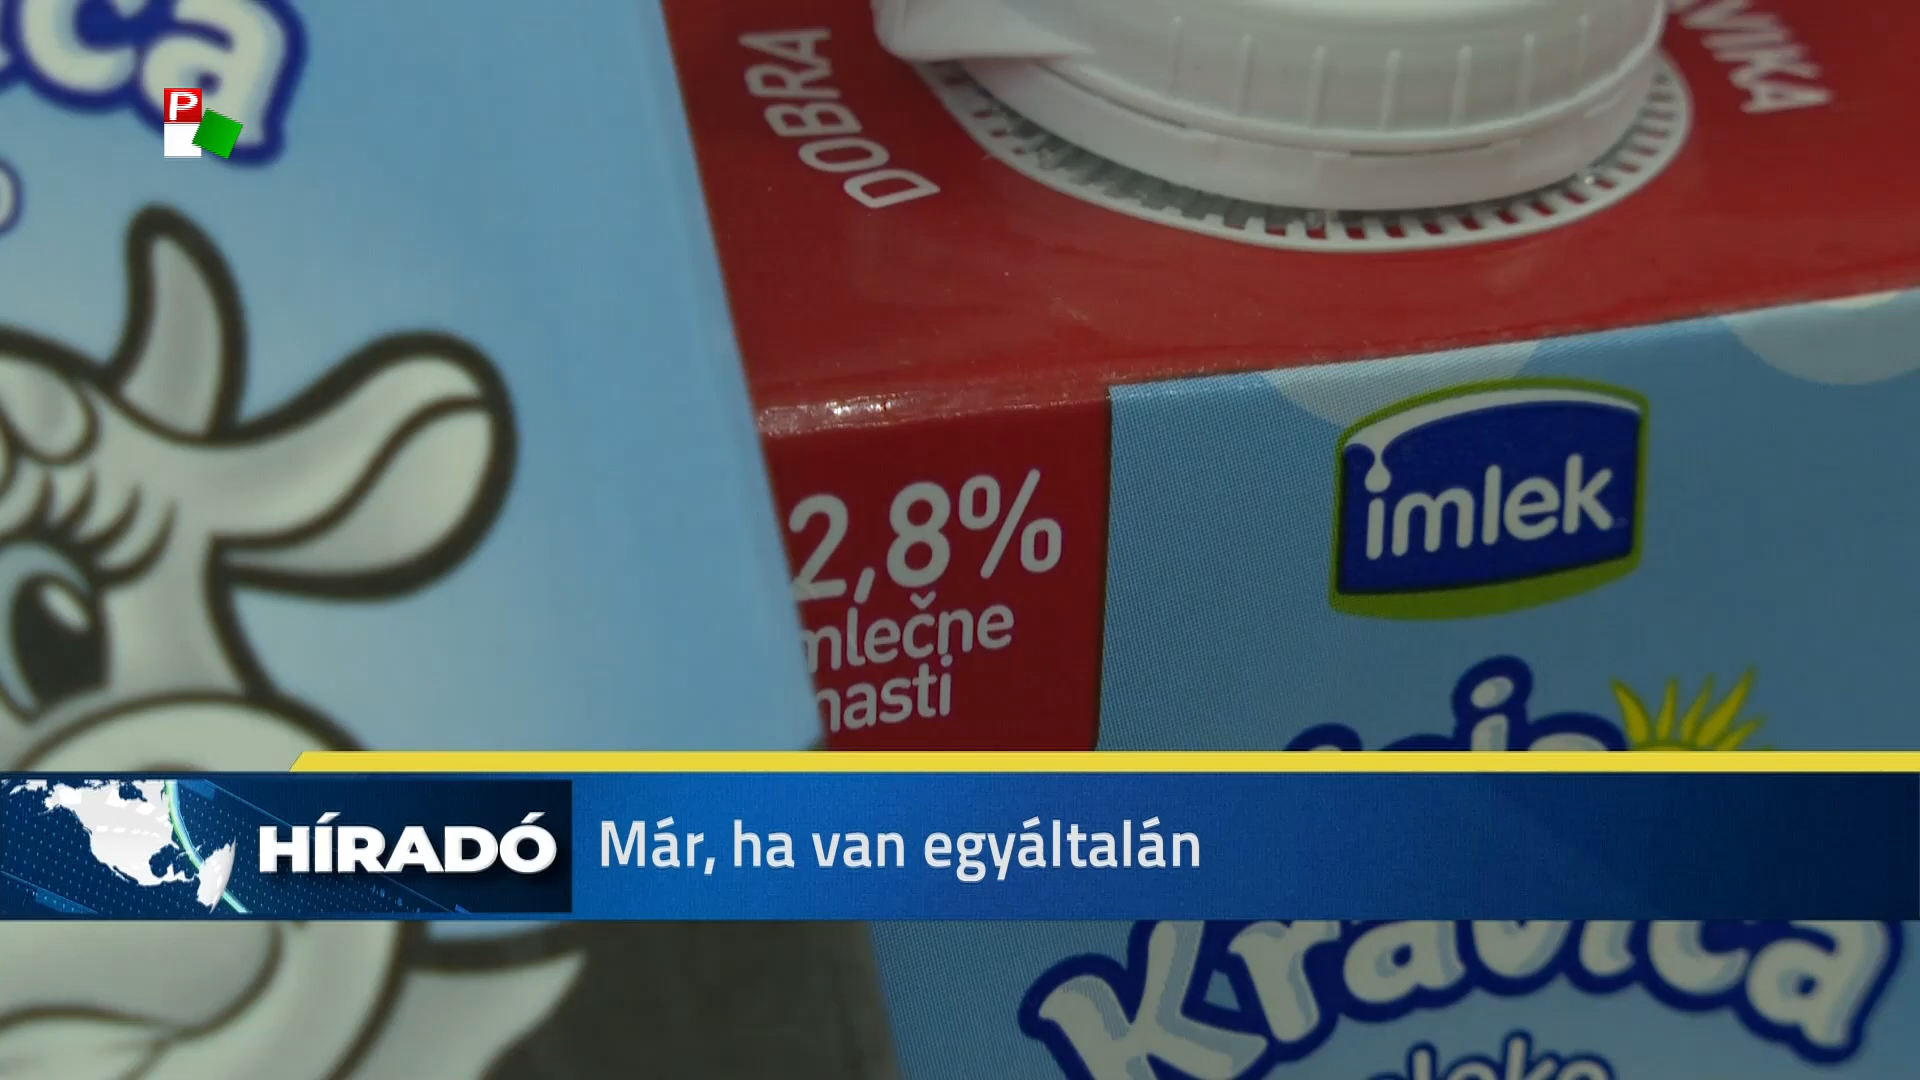 P
DOBRA
imlek
2,8%
mlečne
masti
HÍRADÓ
Már, ha van egyáltalán
Kravica